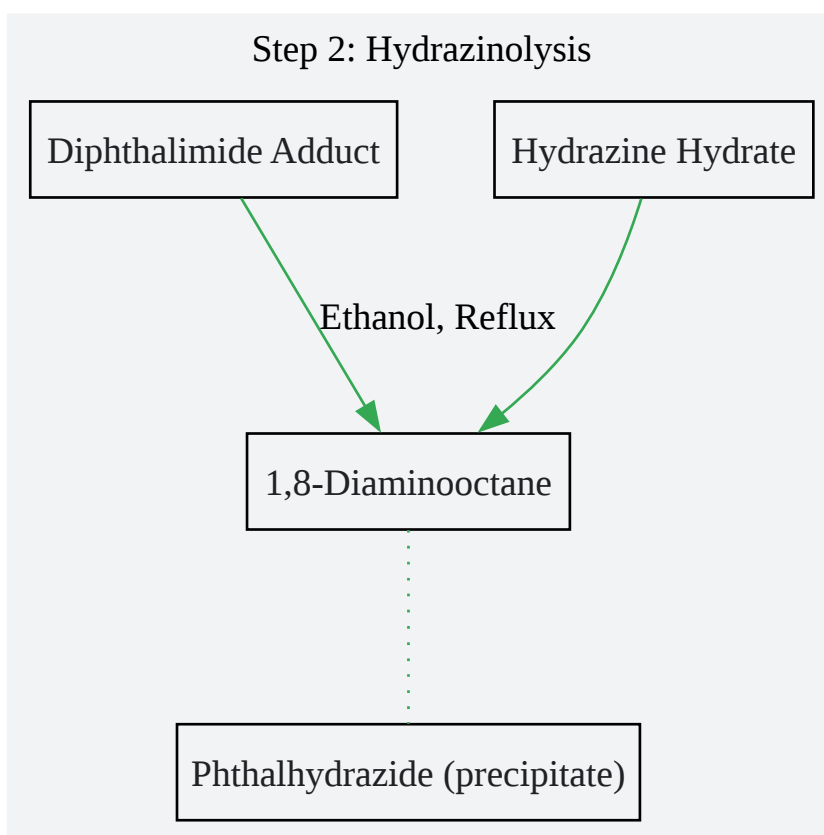 Step 2: Hydrazinolysis
Diphthalimide Adduct
Hydrazine Hydrate
Ethanol, Reflux
1,8-Diaminooctane
Phthalhydrazide (precipitate)